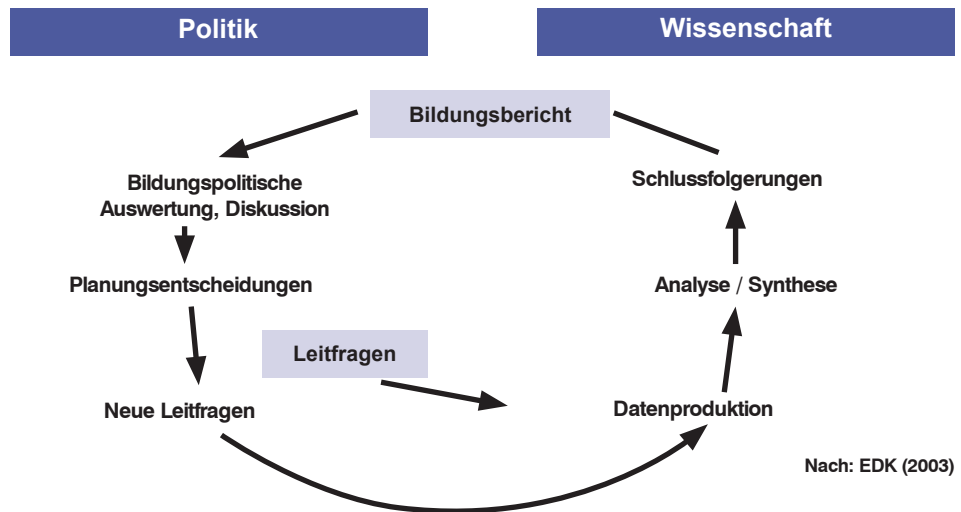 Politik
Wissenschaft
Bildungsbericht
Bildungspolitische
Auswertung, Diskussion
Schlussfolgerungen
Planungsentscheidungen
Analyse / Synthese
Leitfragen
Neue Leitfragen
Datenproduktion
Nach: EDK (2003)